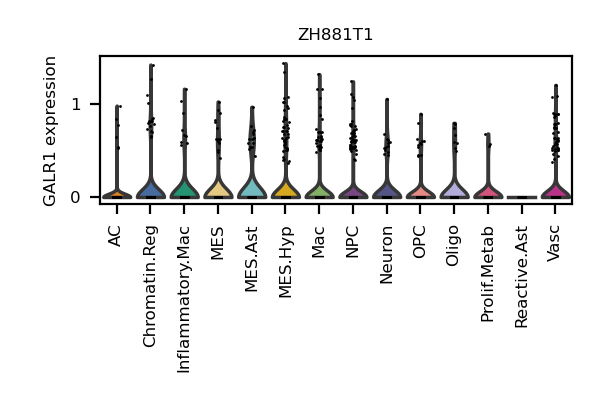 ZH881T1
GALR1 expression
1
0
AC
Chromatin.Reg
Inflammatory.Mac
MES
MES.Ast
MES.Hyp
Mac
NPC
Neuron
OPC
Oligo
Prolif.Metab
Reactive.Ast
Vasc